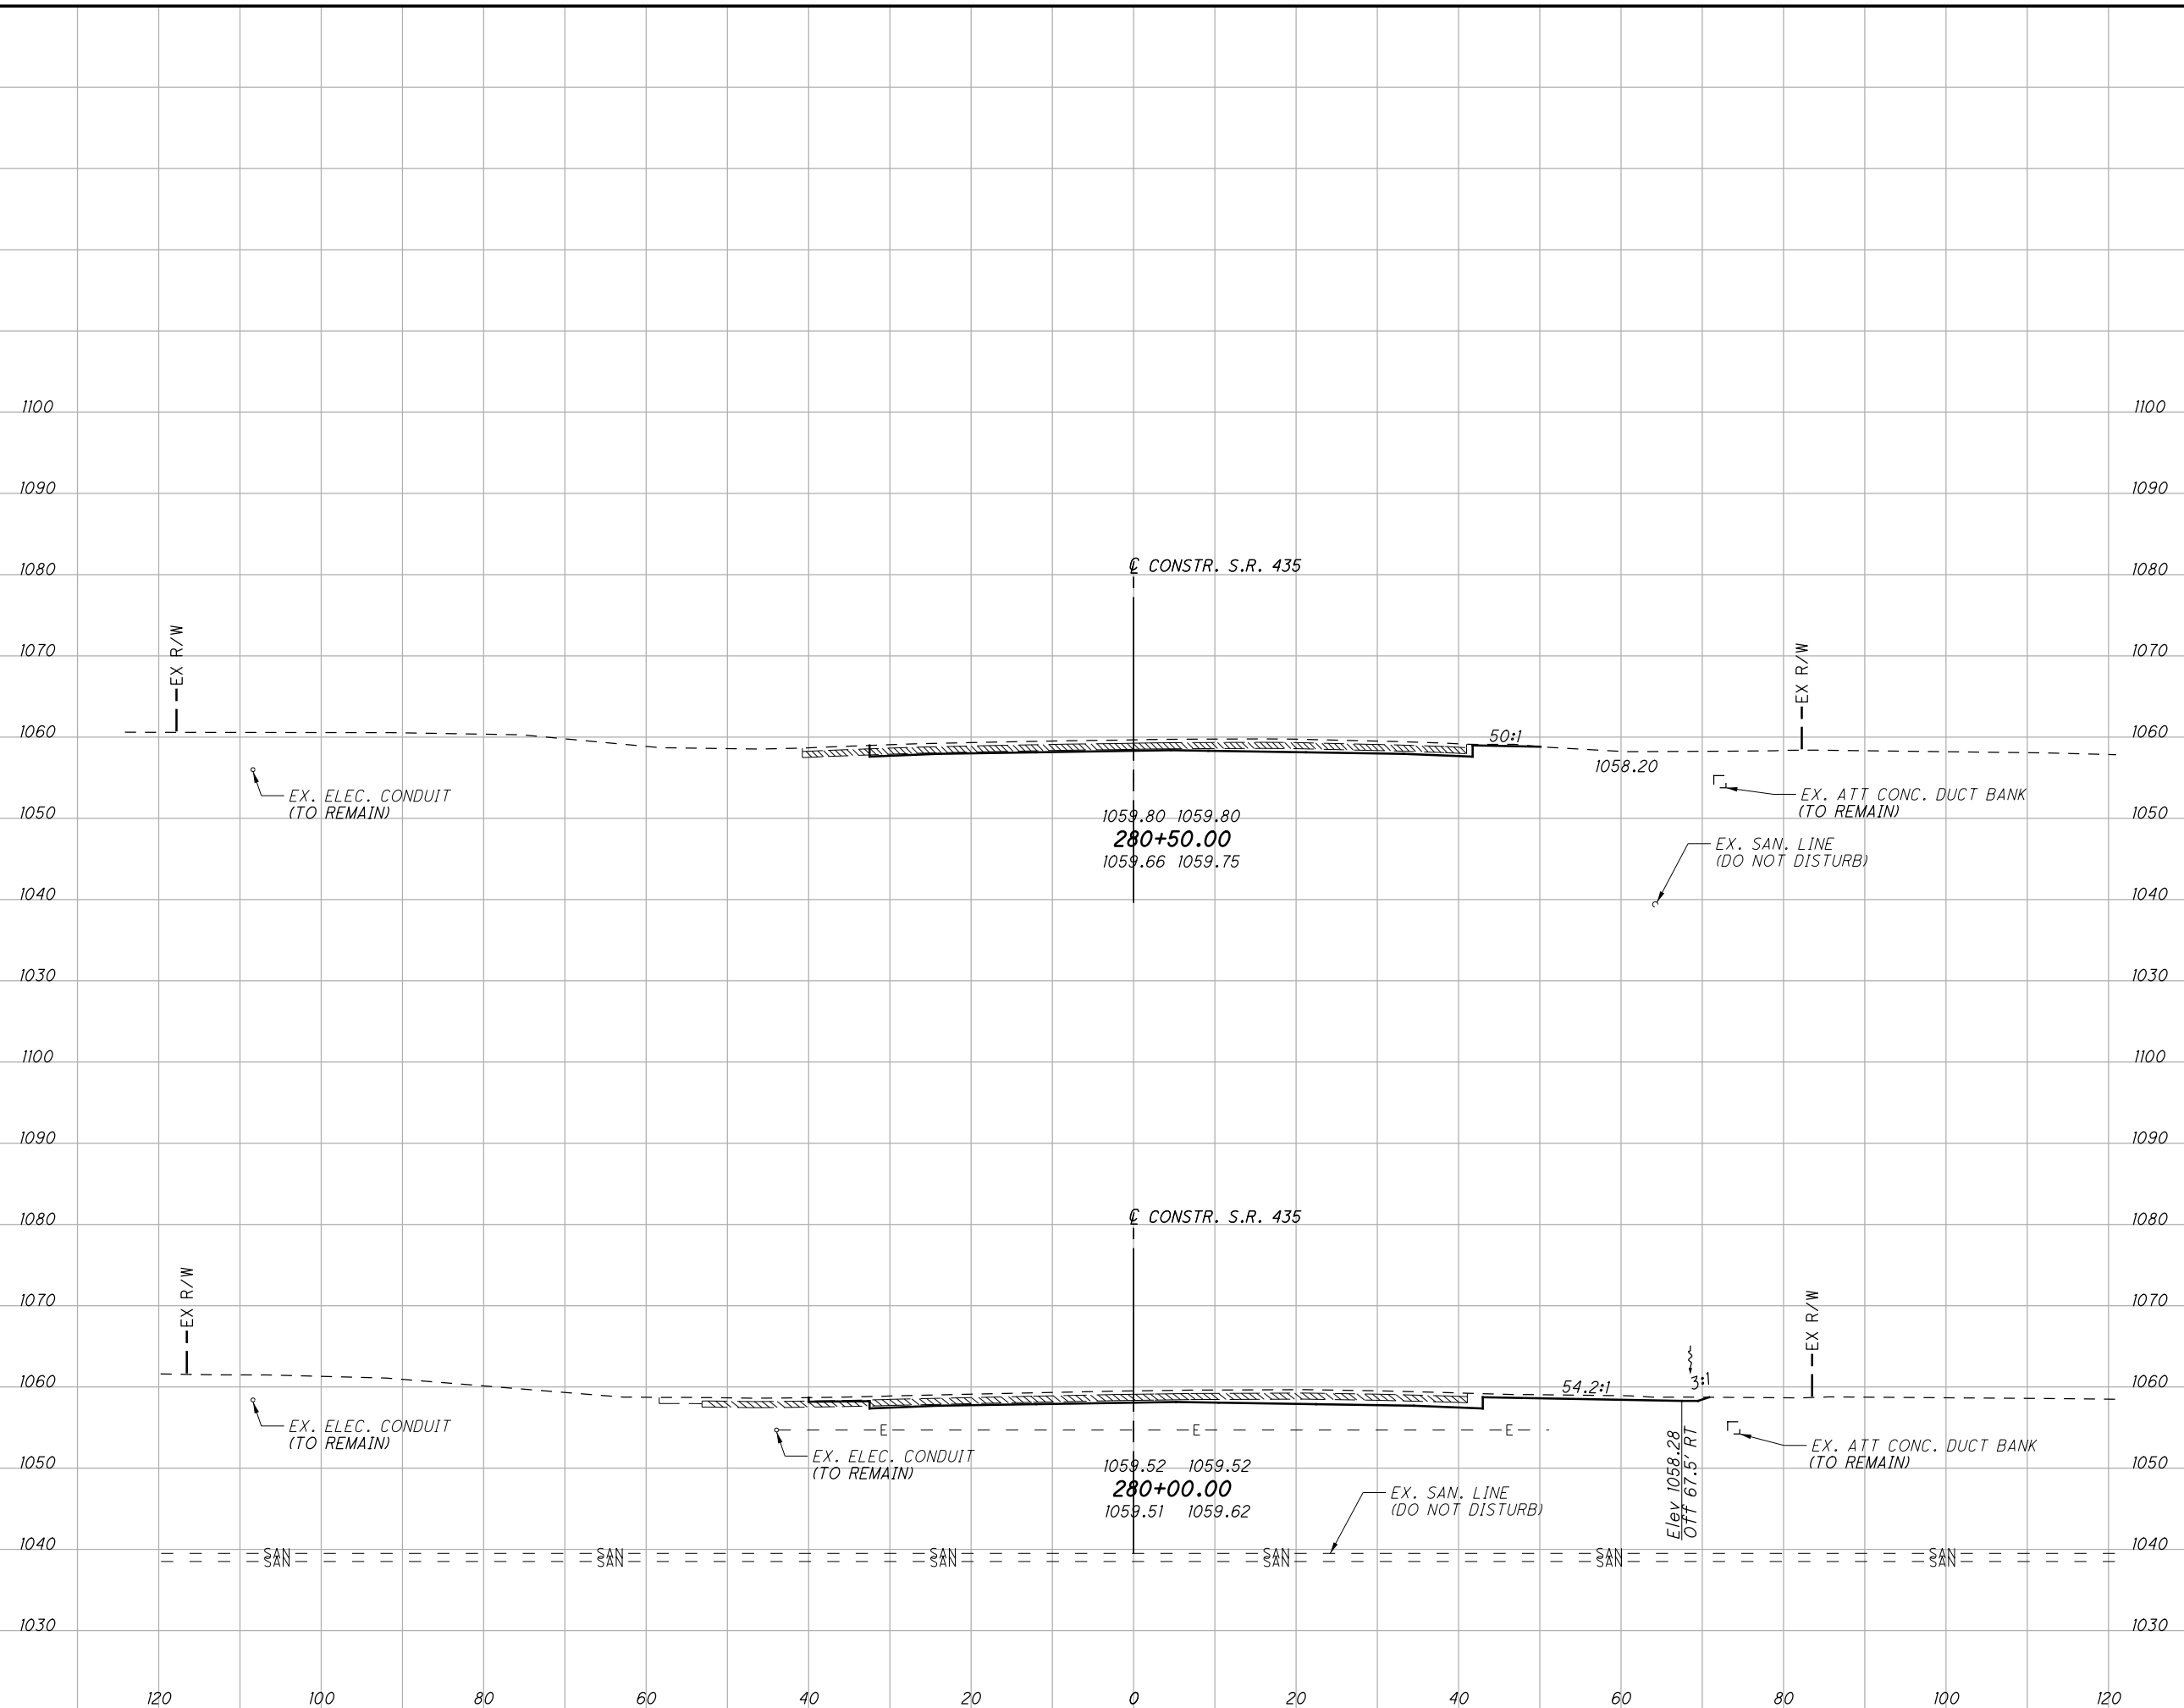 1100 1100
1090 1090
℄ CONSTR. S.R. 435
1080 1080
EX R/W EX R/W
1070 1070
1060 50:1 1060
1058.20
EX. ELEC. CONDUIT
(TO REMAIN)
EX. ATT CONC. DUCT BANK
(TO REMAIN)
1050 1050
1059.80 1059.80
280+50.00
1059.66 1059.75
EX. SAN. LINE
(DO NOT DISTURB)
1040 1040
1030 1030
1100 1100
1090 1090
℄ CONSTR. S.R. 435
1080 1080
EX R/W EX R/W
1070 1070
1060 54.2:1 3:1 1060
EX. ELEC. CONDUIT
(TO REMAIN)
E E E
EX. ELEC. CONDUIT
(TO REMAIN)
Elev 1058.28
Off 67.5' RT
EX. ATT CONC. DUCT BANK
(TO REMAIN)
1050 1050
1059.52 1059.52
280+00.00
1059.51 1059.62
EX. SAN. LINE
(DO NOT DISTURB)
1040 1040
SAN SAN SAN SAN SAN SAN
SAN SAN SAN SAN SAN SAN
1030 1030
120 100 80 60 40 20 0 20 40 60 80 100 120